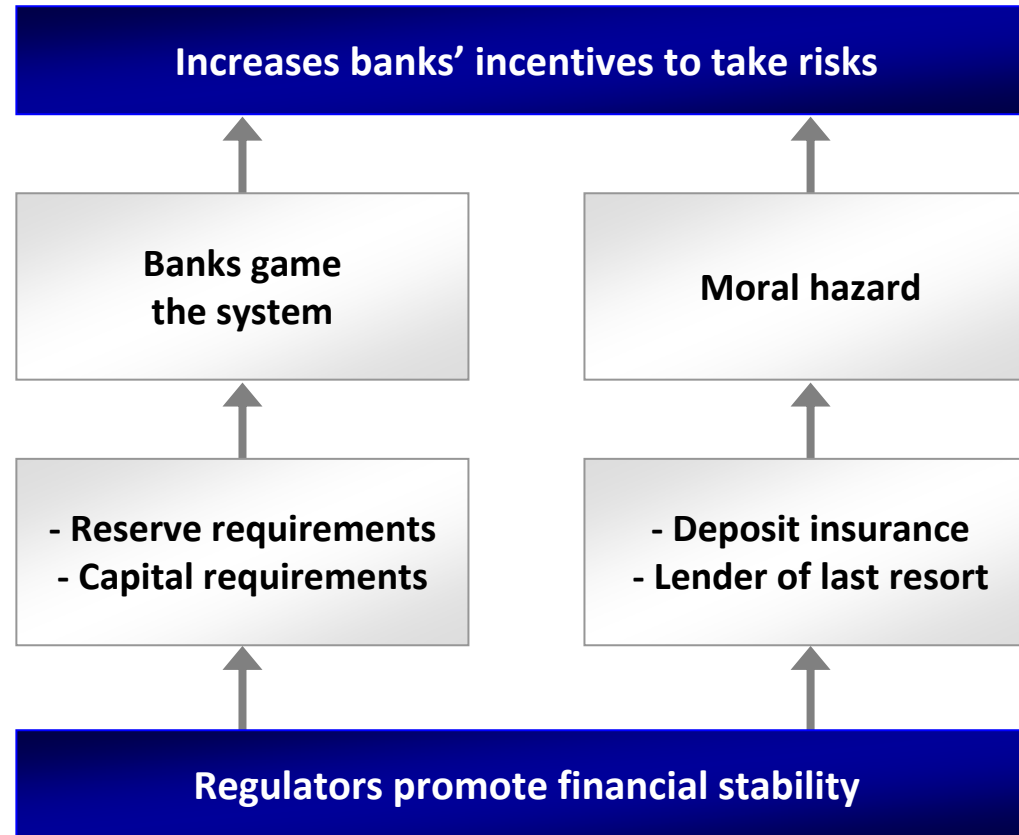 Increases banks’ incentives to take risks
Banks game
the system
Moral hazard
- Reserve requirements
- Capital requirements
- Deposit insurance
- Lender of last resort
Regulators promote financial stability